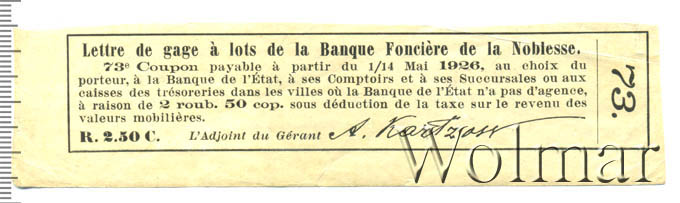 Lettre de gage à lots de la Banque Foncière de la Noblesse.
73e Coupon payable à partir du 1/14 Mai 1926, au choix du
porteur, à la Banque de l'État, à ses Comptoirs et à ses Succursales ou aux
caisses des trésoreries dans les villes où la Banque de l'État n'a pas d'agence,
à raison de 2 roub. 50 cop. sous déduction de la taxe sur le revenu des
valeurs mobilières.
R. 2.50 C. L'Adjoint du Gérant A. Kartzow
73.
Wolmar